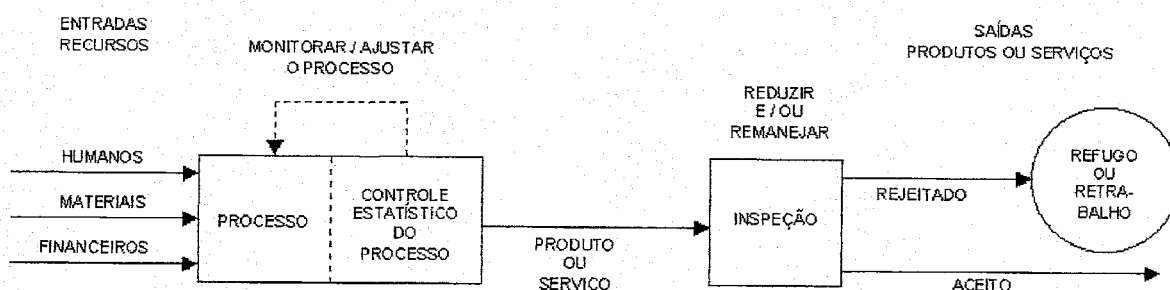 ENTRADAS
RECURSOS
MONITORAR / AJUSTAR
O PROCESSO
SAÍDAS
PRODUTOS OU SERVIÇOS
REDUZIR
E / OU
REMANEJAR
HUMANOS
MATERIAIS
FINANCEIROS
PROCESSO
CONTROLE
ESTATÍSTICO
DO
PROCESSO
PRODUTO
OU
SERVICO
INSPEÇÃO
REJEITADO
ACEITO
REFUGO
OU
RETRA-
BALHO